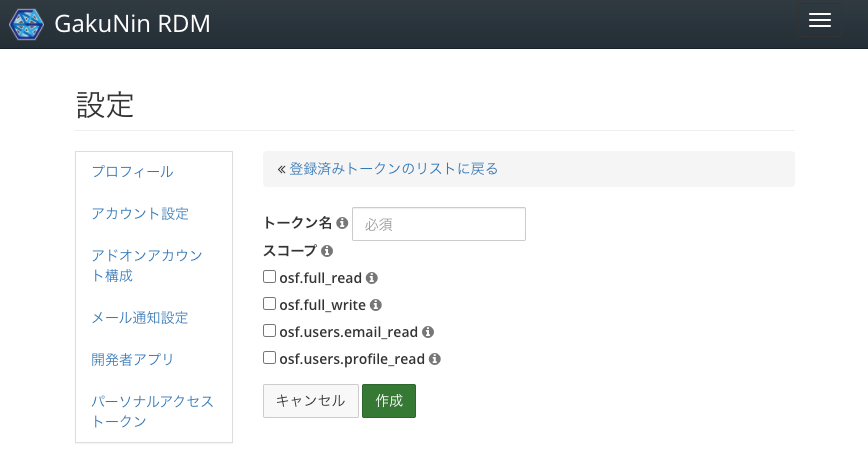 GakuNin RDM
設定
プロフィール
アカウント設定
アドオンアカウン
ト構成
メール通知設定
開発者アプリ
パーソナルアクセス
トークン
« 登録済みトークンのリストに戻る
トークン名 必須
スコープ
osf.full_read
osf.full_write
osf.users.email_read
osf.users.profile_read
キャンセル 作成